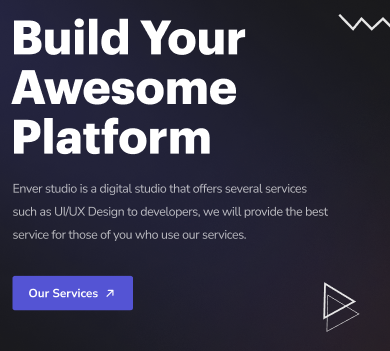 Build Your
Awesome
Platform
Enver studio is a digital studio that offers several services
such as UI/UX Design to developers, we will provide the best
service for those of you who use our services.
Our Services ↗